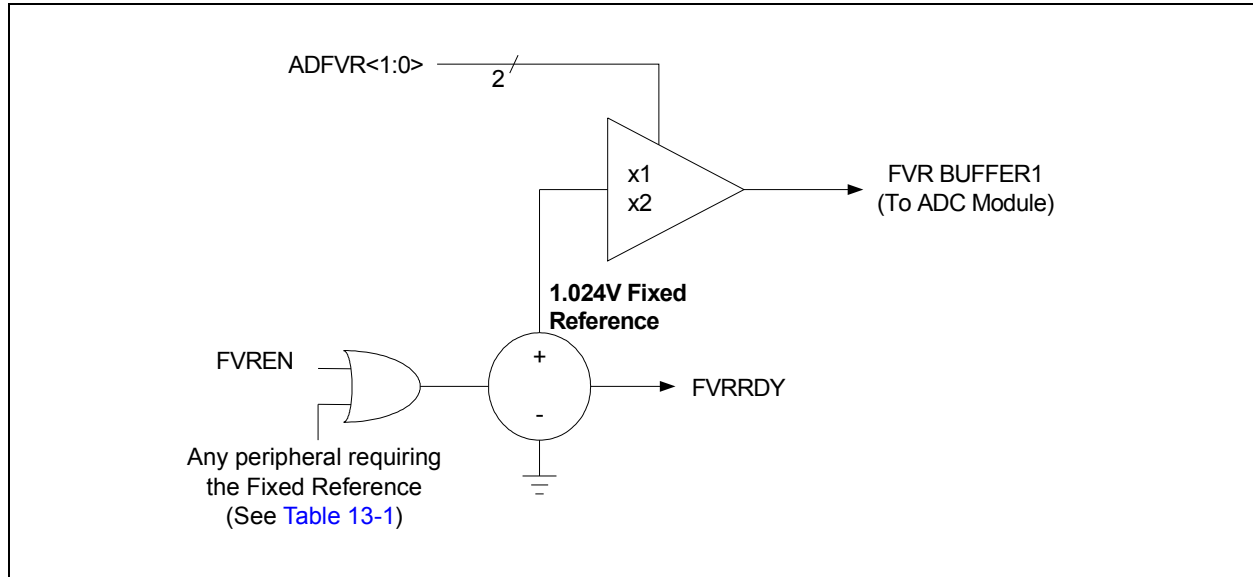 ADFVR<1:0>
2
x1
x2
FVR BUFFER1
(To ADC Module)
1.024V Fixed
Reference
+
-
FVREN
FVRRDY
Any peripheral requiring
the Fixed Reference
(See Table 13-1)